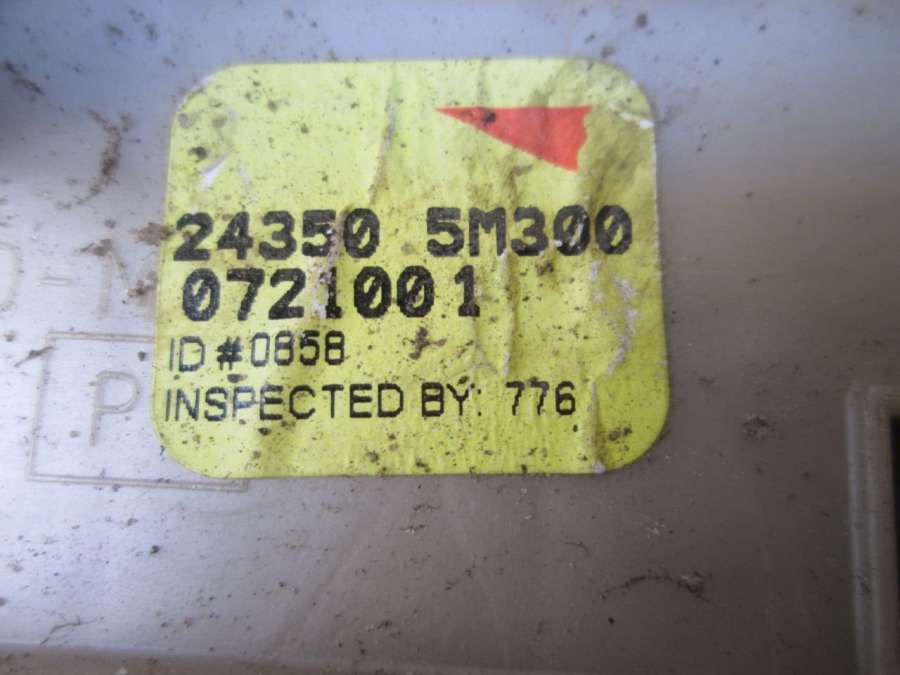 24350 5M300
0721001
ID #0858
INSPECTED BY: 776
P